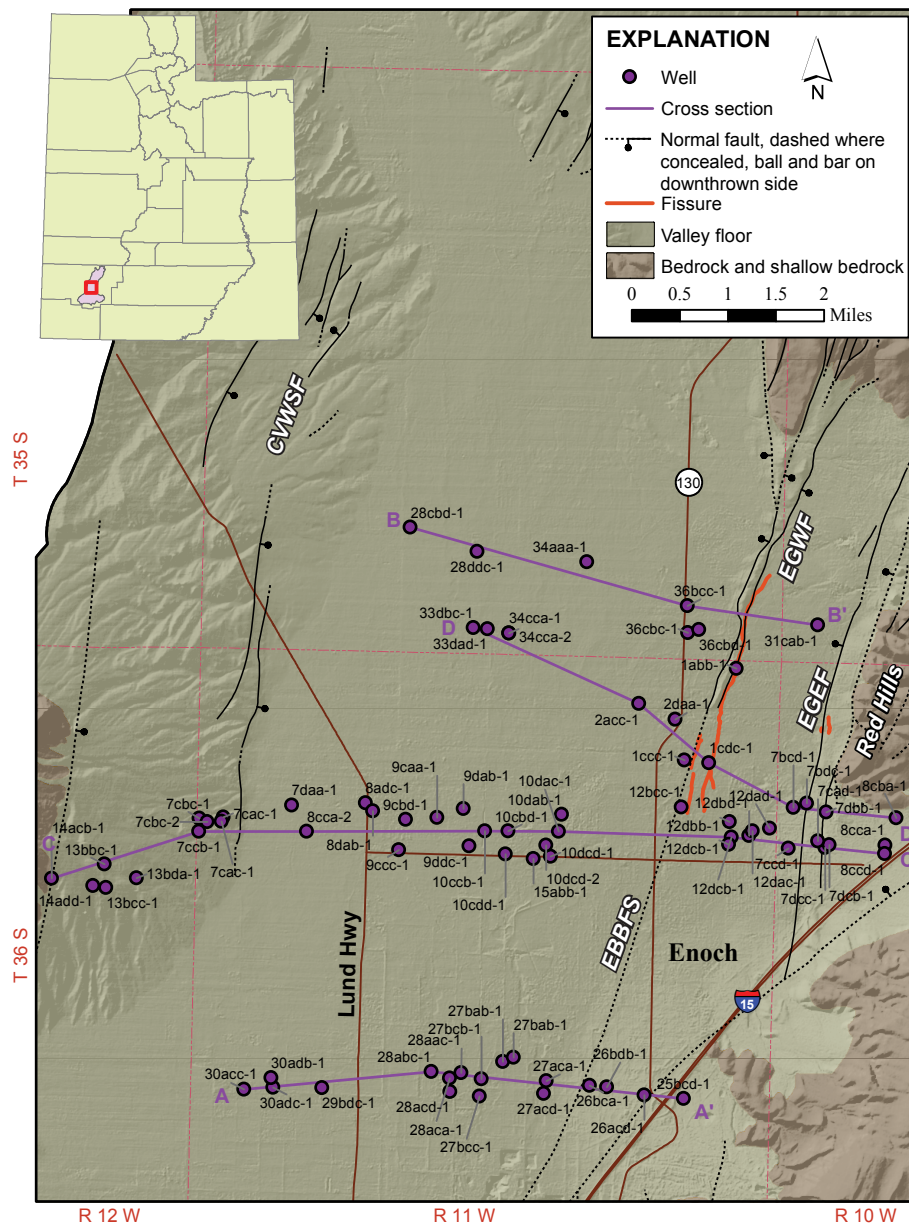 EXPLANATION
N
Well
Cross section
Normal fault, dashed where
concealed, ball and bar on
downthrown side
Fissure
Valley floor
Bedrock and shallow bedrock
0 0.5 1 1.5 2
Miles
CVWSF
T 35 S
130
B
28cbd-1
28ddc-1
34aaa-1
EGWF
36bcc-1
B'
33dbc-1
D
33dad-1
34cca-1
34cca-2
36cbc-1
36cbd-1
31cab-1
1abb-1
EGEF
Red Hills
2acc-1
2daa-1
1ccc-1
1cdc-1
7bcd-1
7bdc-1
9caa-1
9dab-1
10dac-1
12bcc-1
12dbd-1
12dad-1
7cad-1
8cba-1
7cbc-1
7daa-1
8adc-1
9cbd-1
10dab-1
7dbb-1
14acb-1
7cbc-2
7cac-1
8cca-2
10cbd-1
12dbb-1
8cca-1
D'
C
13bbc-1
7ccb-1
8dab-1
12dcb-1
C'
7cac-1
9ccc-1
9ddc-1
10dcd-1
7ccd-1
8ccd-1
14add-1
13bda-1
13bcc-1
10ccb-1
10dcd-2
12dcb-1
12dac-1
7dcb-1
10cdd-1
15abb-1
7dcc-1
T 36 S
Lund Hwy
EBBFS
Enoch
15
27bab-1
27bcb-1
27bab-1
28aac-1
30adb-1
28abc-1
27aca-1
26bdb-1
30acc-1
25bcd-1
A
30adc-1
29bdc-1
28acd-1
27acd-1
26bca-1
A'
28aca-1
26acd-1
27bcc-1
R 12 W
R 11 W
R 10 W